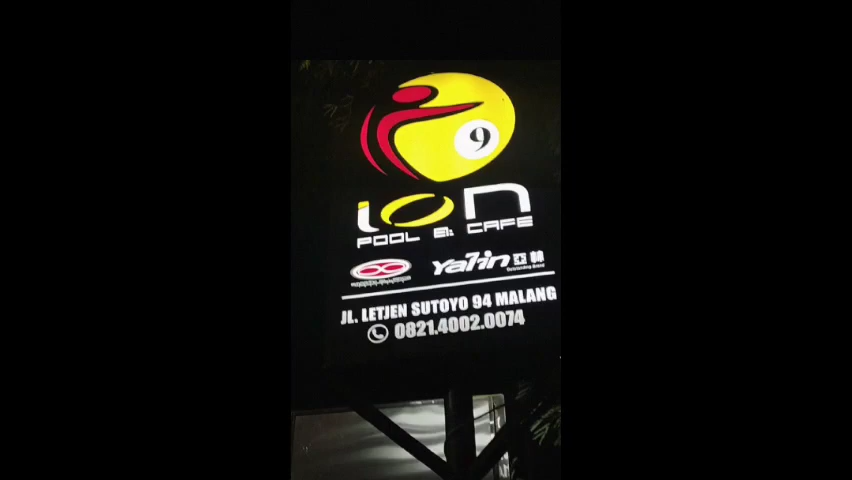 9
ion
POOL & CAFE
Yalin
JL. LETJEN SUTOYO 94 MALANG
0821.4002.0074